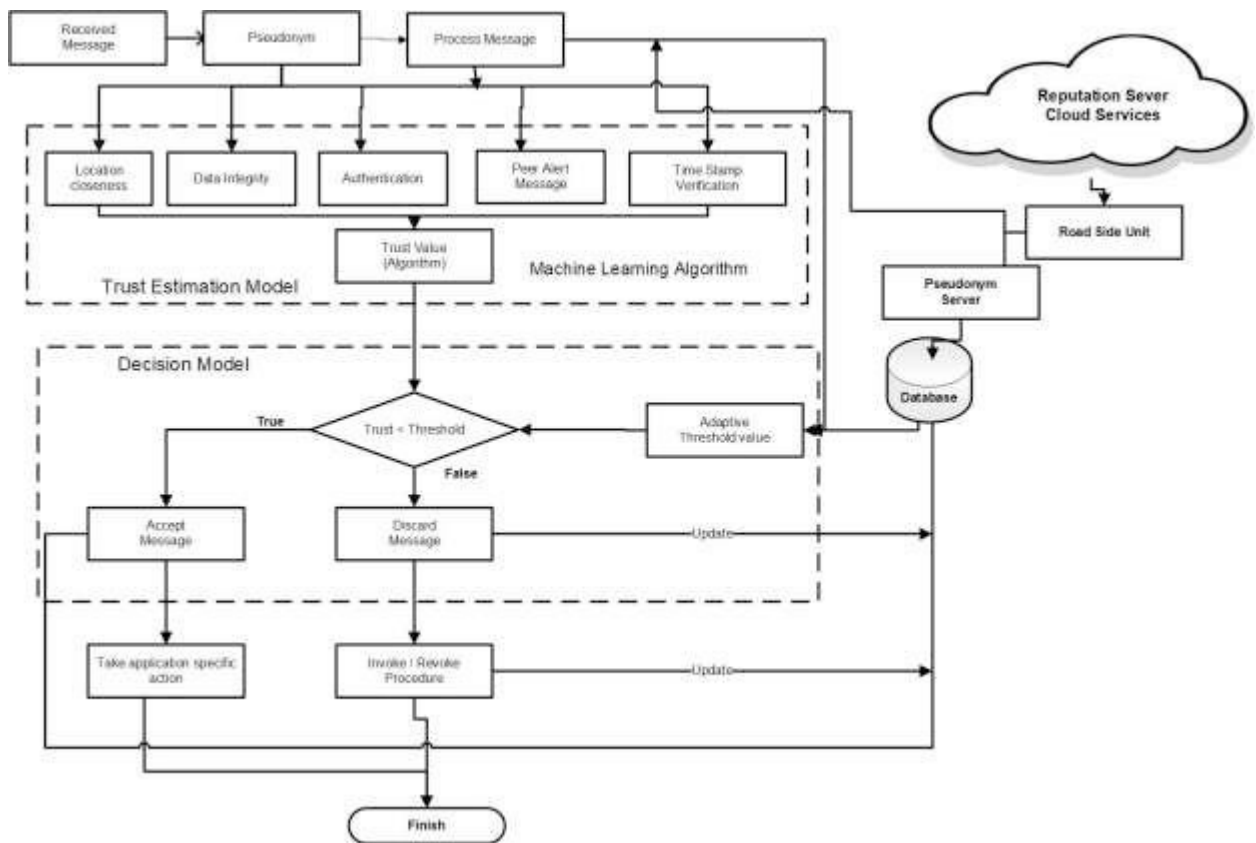 Received
Message
Pseudonym
Process Message
Reputation Sever
Cloud Services
Location
closeness
Data Integrity
Authentication
Peer Alert
Message
Time Stamp
Verification
Road Side Unit
Trust Value
(Algorithm)
Machine Learning Algorithm
Trust Estimation Model
Pseudonym
Server
Decision Model
Database
True
Trust < Threshold
Adaptive
Threshold value
False
Accept
Message
Discard
Message
Update
Take application specific
action
Invoke / Revoke
Procedure
Update
Finish